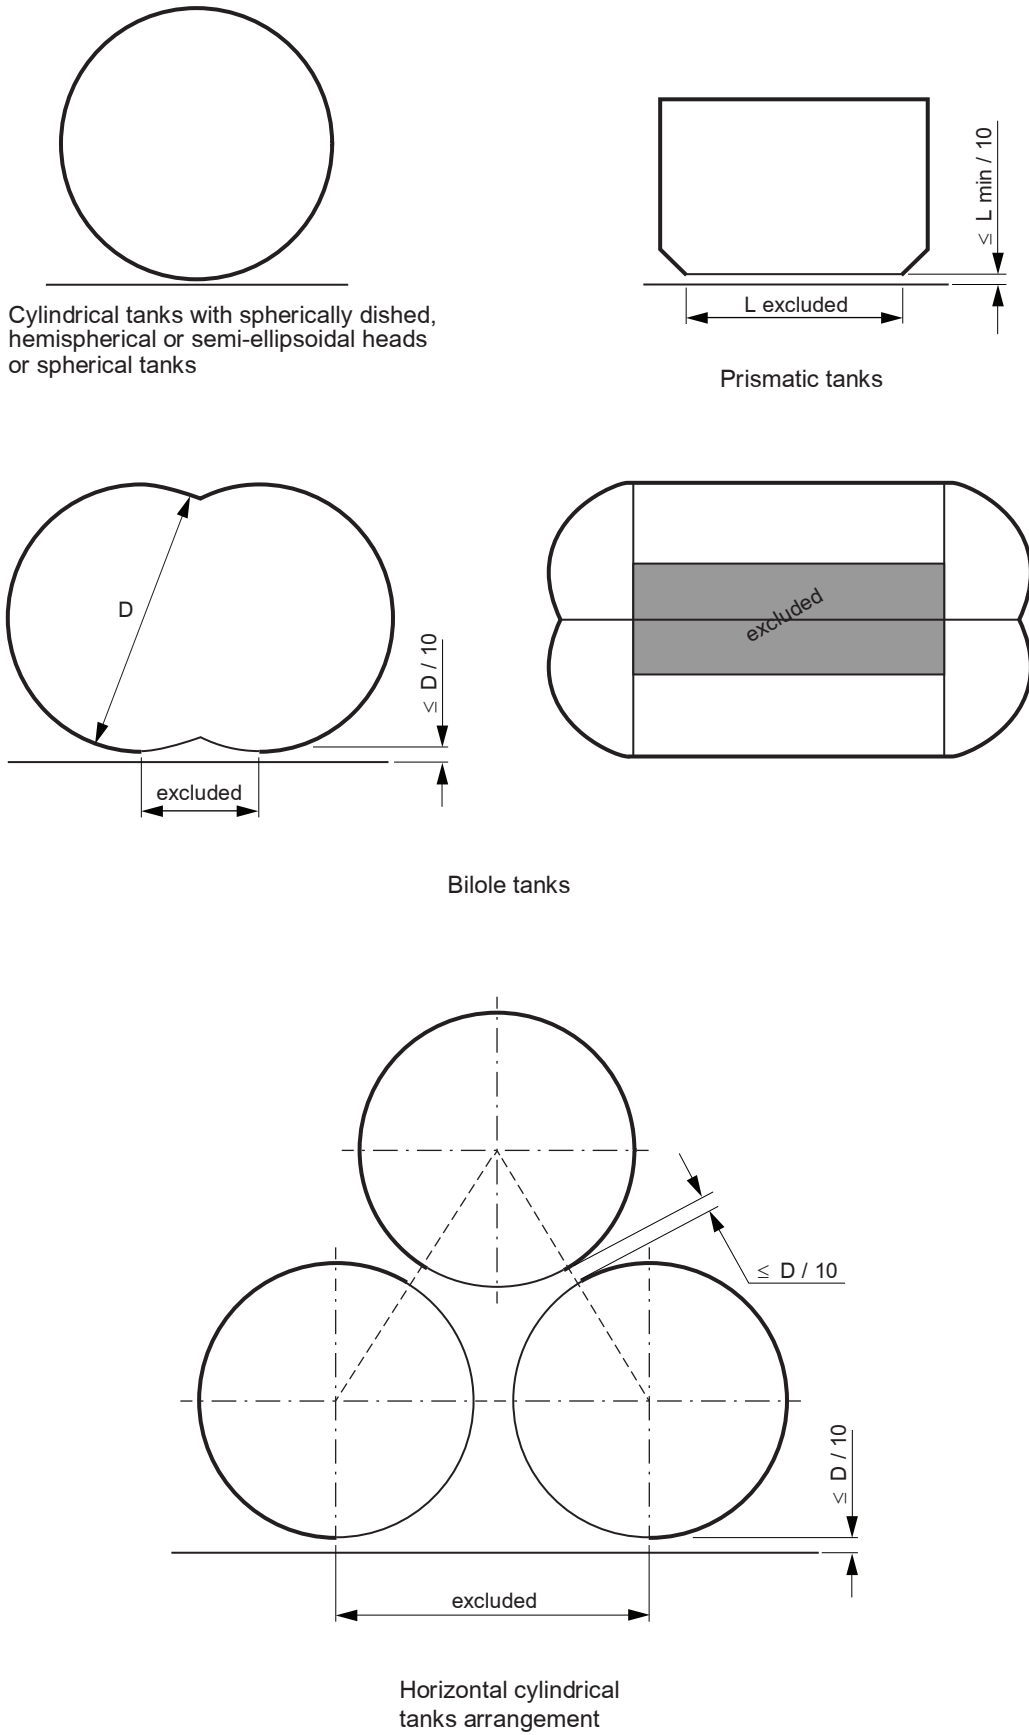 ≤ L min / 10
L excluded
Cylindrical tanks with spherically dished,
hemispherical or semi-ellipsoidal heads
or spherical tanks
Prismatic tanks
D
≤ D / 10
excluded
excluded
Bilole tanks
≤ D / 10
≤ D / 10
excluded
Horizontal cylindrical
tanks arrangement